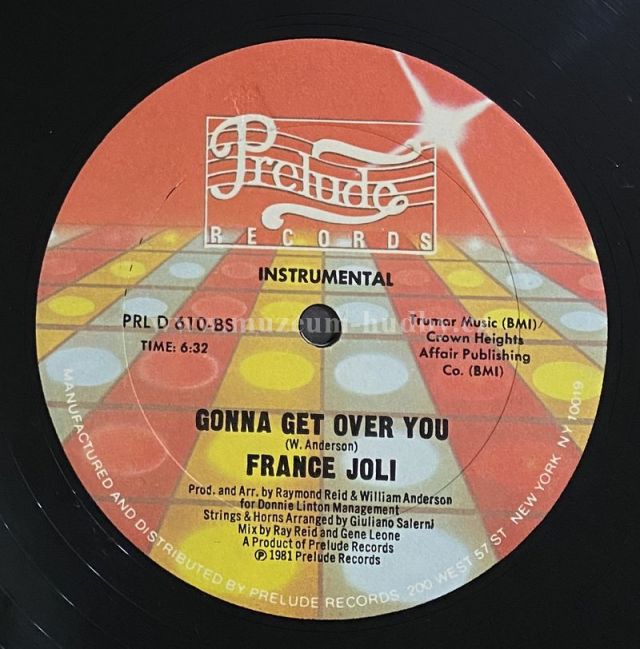 Prelude
RECORDS
INSTRUMENTAL
PRL D 610-BS
TIME: 6:32
Trumar Music (BMI)/
Crown Heights
Affair Publishing
Co. (BMI)
GONNA GET OVER YOU
(W. Anderson)
FRANCE JOLI
Prod. and Arr. by Raymond Reid & William Anderson
for Donnie Linton Management
Strings & Horns Arranged by Giuliano Salerni
Mix by Ray Reid and Gene Leone
A Product of Prelude Records
℗ 1981 Prelude Records
MANUFACTURED AND DISTRIBUTED BY PRELUDE RECORDS, 200 WEST 57 ST NEW YORK, NY 10019